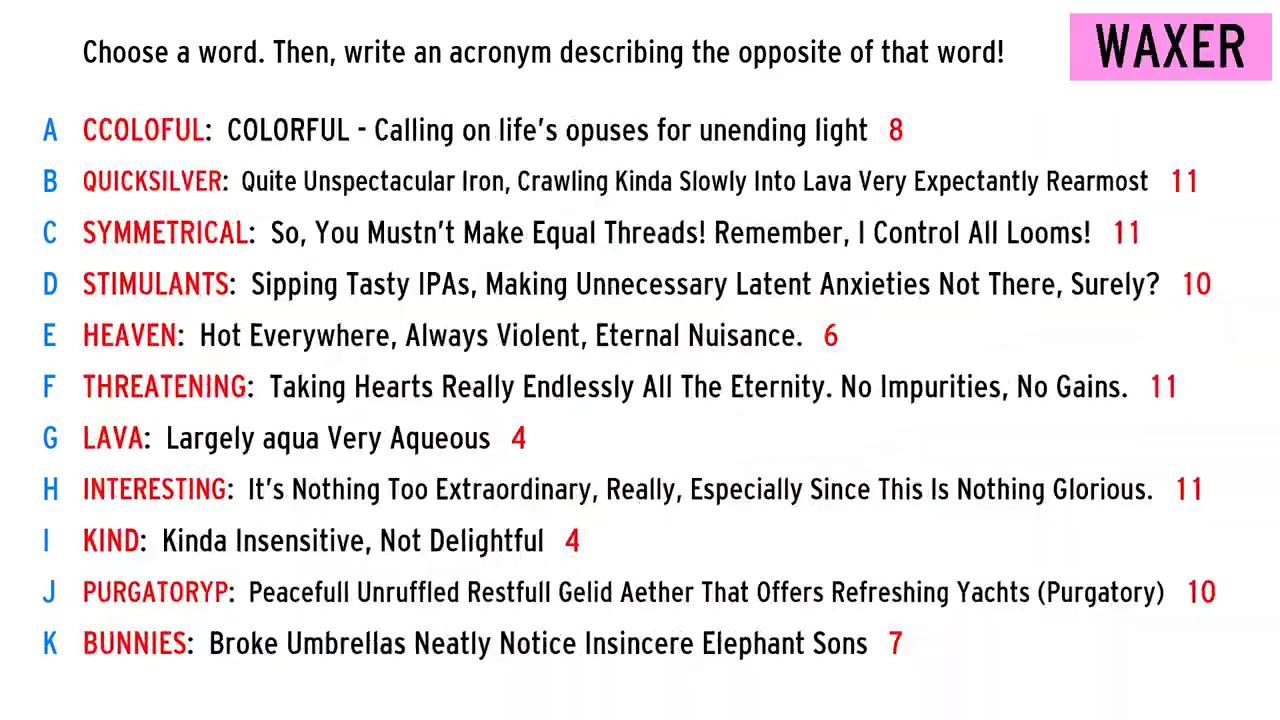 Choose a word. Then, write an acronym describing the opposite of that word!
WAXER
A CCOLOFUL: COLORFUL - Calling on life's opuses for unending light 8
B QUICKSILVER: Quite Unspectacular Iron, Crawling Kinda Slowly Into Lava Very Expectantly Rearmost 11
C SYMMETRICAL: So, You Mustn't Make Equal Threads! Remember, I Control All Looms! 11
D STIMULANTS: Sipping Tasty IPAs, Making Unnecessary Latent Anxieties Not There, Surely? 10
E HEAVEN: Hot Everywhere, Always Violent, Eternal Nuisance. 6
F THREATENING: Taking Hearts Really Endlessly All The Eternity. No Impurities, No Gains. 11
G LAVA: Largely aqua Very Aqueous 4
H INTERESTING: It's Nothing Too Extraordinary, Really, Especially Since This Is Nothing Glorious. 11
I KIND: Kinda Insensitive, Not Delightful 4
J PURGATORYP: Peacefull Unruffled Restfull Gelid Aether That Offers Refreshing Yachts (Purgatory) 10
K BUNNIES: Broke Umbrellas Neatly Notice Insincere Elephant Sons 7